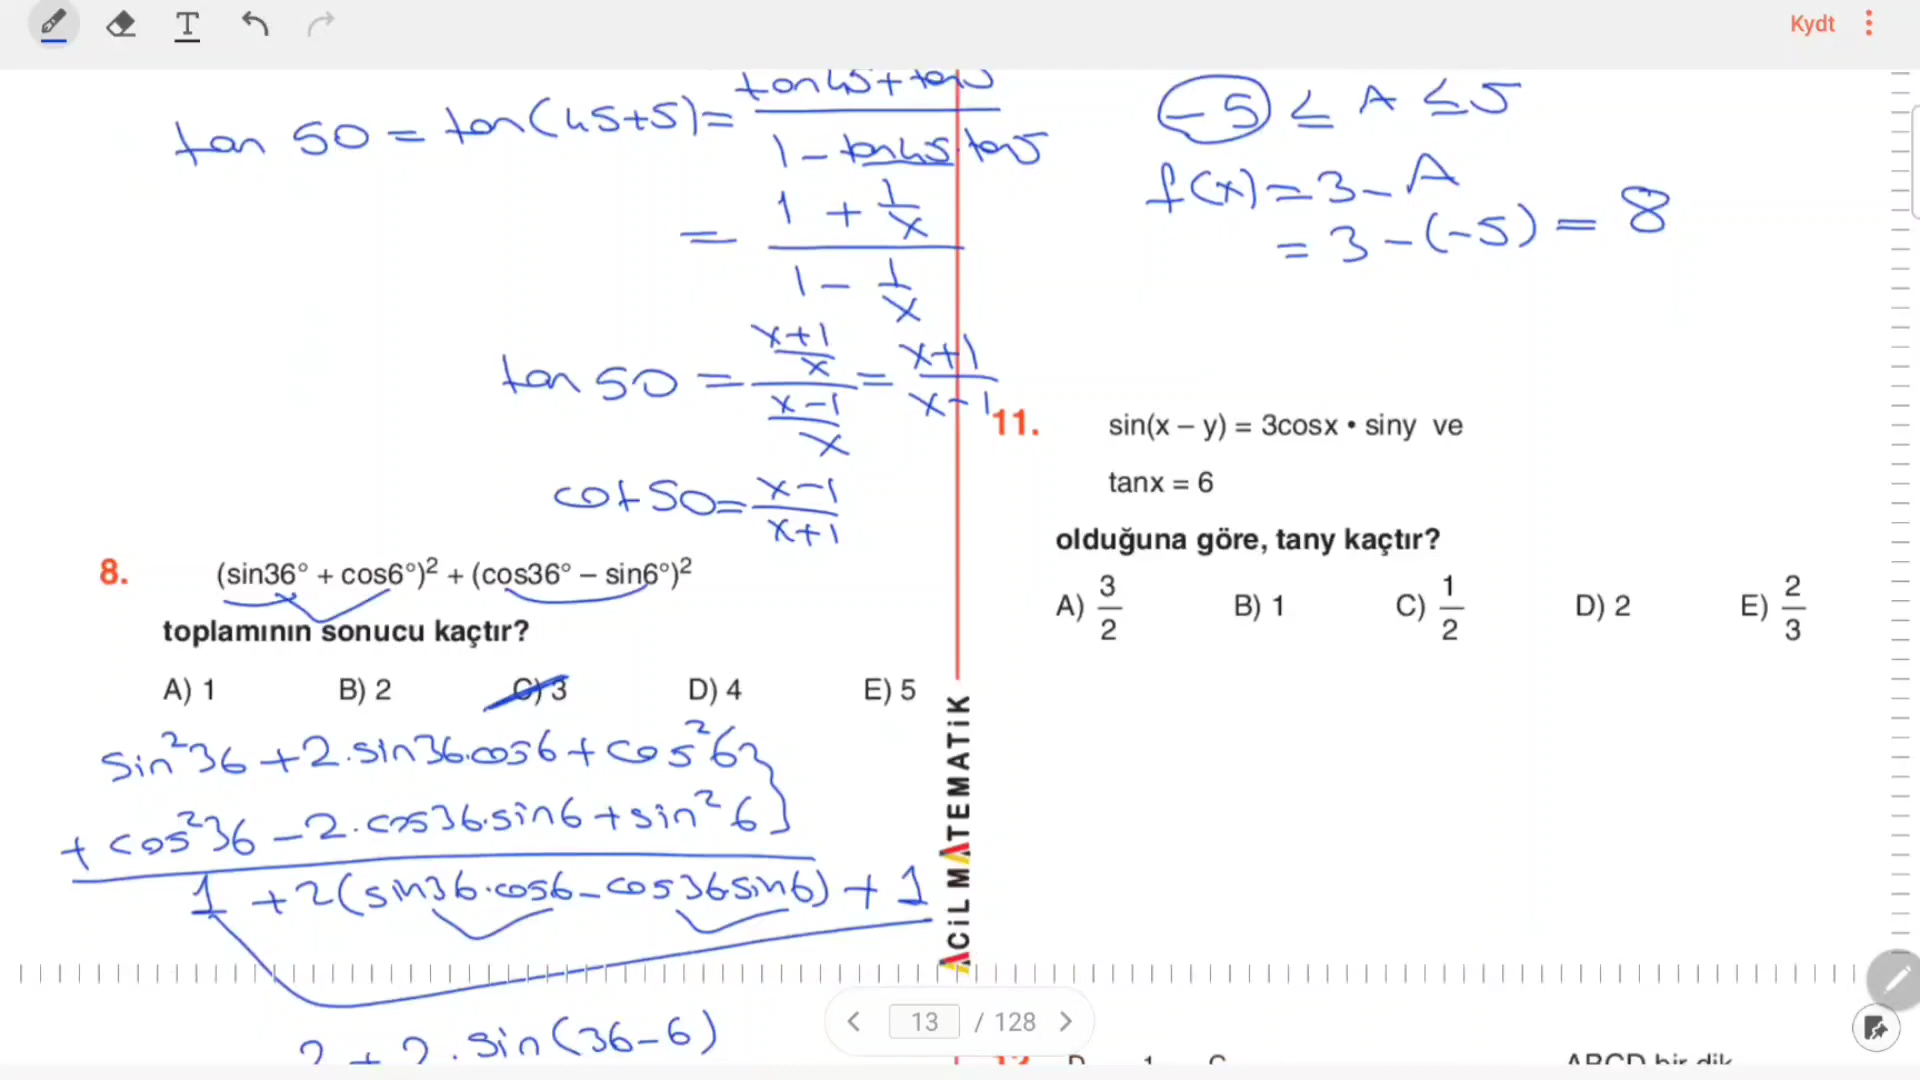 Kydt
tan 50 = tan(45+5) = tan45 + tan5
1 - tan45.tan5
= 1 + 1/x
1 - 1/x
tan 50 = x+1/x = x+1
x-1/x x-1
cot 50 = x-1
x+1
8. (sin36° + cos6°)² + (cos36° – sin6°)²
toplamının sonucu kaçtır?
A) 1 B) 2 C) 3 D) 4 E) 5
sin²36 + 2.sin36.cos6 + cos²6
+ cos²36 - 2.cos36.sin6 + sin²6
1 + 2(sin36.cos6 - cos36sin6) + 1
2 + 2.sin(36-6)
ACİL MATEMATİK
-5 ≤ A ≤ 5
f(x) = 3 - A
= 3 - (-5) = 8
11. sin(x – y) = 3cosx • siny ve
tanx = 6
olduğuna göre, tany kaçtır?
A) 3/2 B) 1 C) 1/2 D) 2 E) 2/3
13 / 128
ABCD bir dik